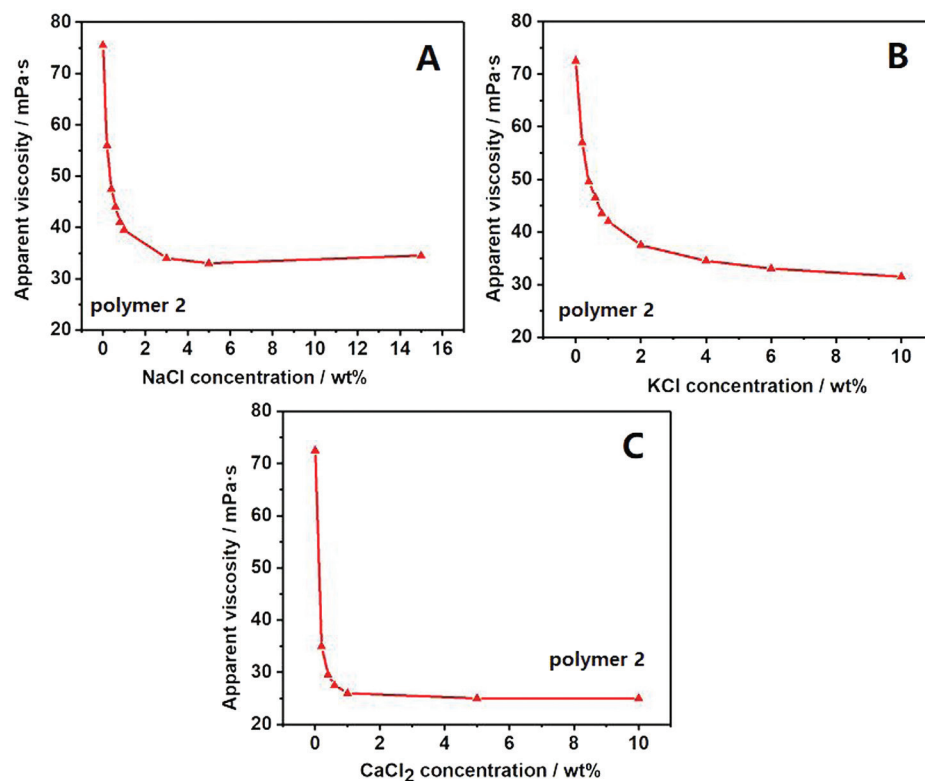 A
Apparent viscosity / mPa·s
80
70
60
50
40
30
20
polymer 2
0 2 4 6 8 10 12 14 16
NaCl concentration / wt%
B
Apparent viscosity / mPa·s
80
70
60
50
40
30
20
polymer 2
0 2 4 6 8 10
KCl concentration / wt%
C
Apparent viscosity / mPa·s
80
70
60
50
40
30
20
polymer 2
0 2 4 6 8 10
CaCl₂ concentration / wt%